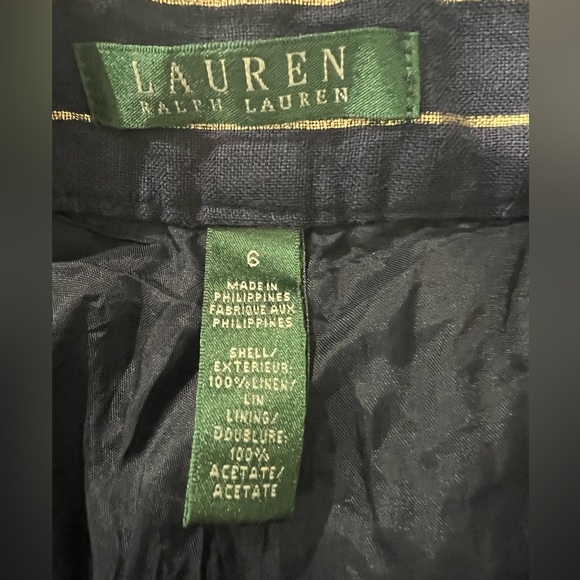 LAUREN
RALPH LAUREN
6
MADE IN
PHILIPPINES
FABRIQUE AUX
PHILIPPINES
SHELL/
EXTERIEUR:
100% LINEN/
LIN
LINING/
DOUBLURE:
100%
ACETATE/
ACETATE